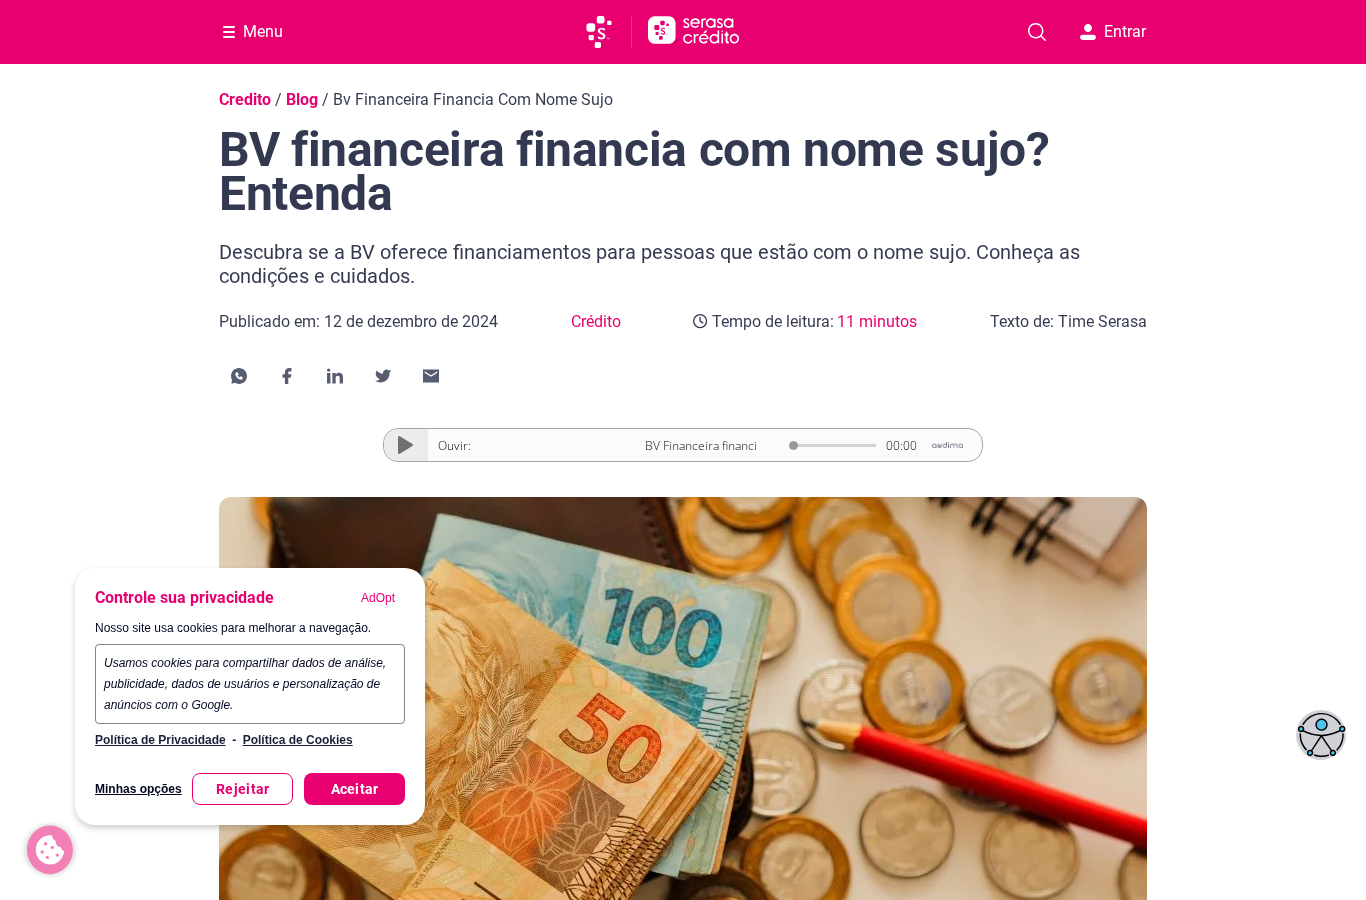 Menu
serasa
crédito
Entrar
Credito / Blog / Bv Financeira Financia Com Nome Sujo
BV financeira financia com nome sujo?
Entenda
Descubra se a BV oferece financiamentos para pessoas que estão com o nome sujo. Conheça as
condições e cuidados.
Publicado em: 12 de dezembro de 2024
Crédito
Tempo de leitura: 11 minutos
Texto de: Time Serasa
Ouvir:
BV Financeira financi
00:00
audima
100
50
DEUS SEJA LOUVADO
Controle sua privacidade
AdOpt
Nosso site usa cookies para melhorar a navegação.
Usamos cookies para compartilhar dados de análise,
publicidade, dados de usuários e personalização de
anúncios com o Google.
Política de Privacidade - Política de Cookies
Minhas opções
Rejeitar
Aceitar